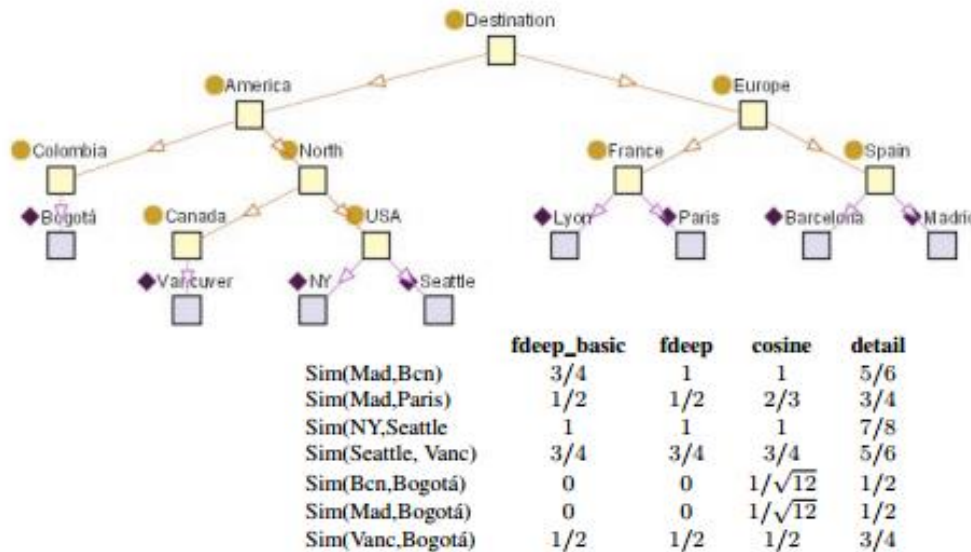 Destination
America Europe
Colombia North France Spain
Bogotá Canada USA Lyon Paris Barcelona Madrid
Vancuver NY Seattle
fdeep_basic fdeep cosine detail
Sim(Mad,Bcn) 3/4 1 1 5/6
Sim(Mad,Paris) 1/2 1/2 2/3 3/4
Sim(NY,Seattle 1 1 1 7/8
Sim(Seattle, Vanc) 3/4 3/4 3/4 5/6
Sim(Bcn,Bogotá) 0 0 1/√12 1/2
Sim(Mad,Bogotá) 0 0 1/√12 1/2
Sim(Vanc,Bogotá) 1/2 1/2 1/2 3/4